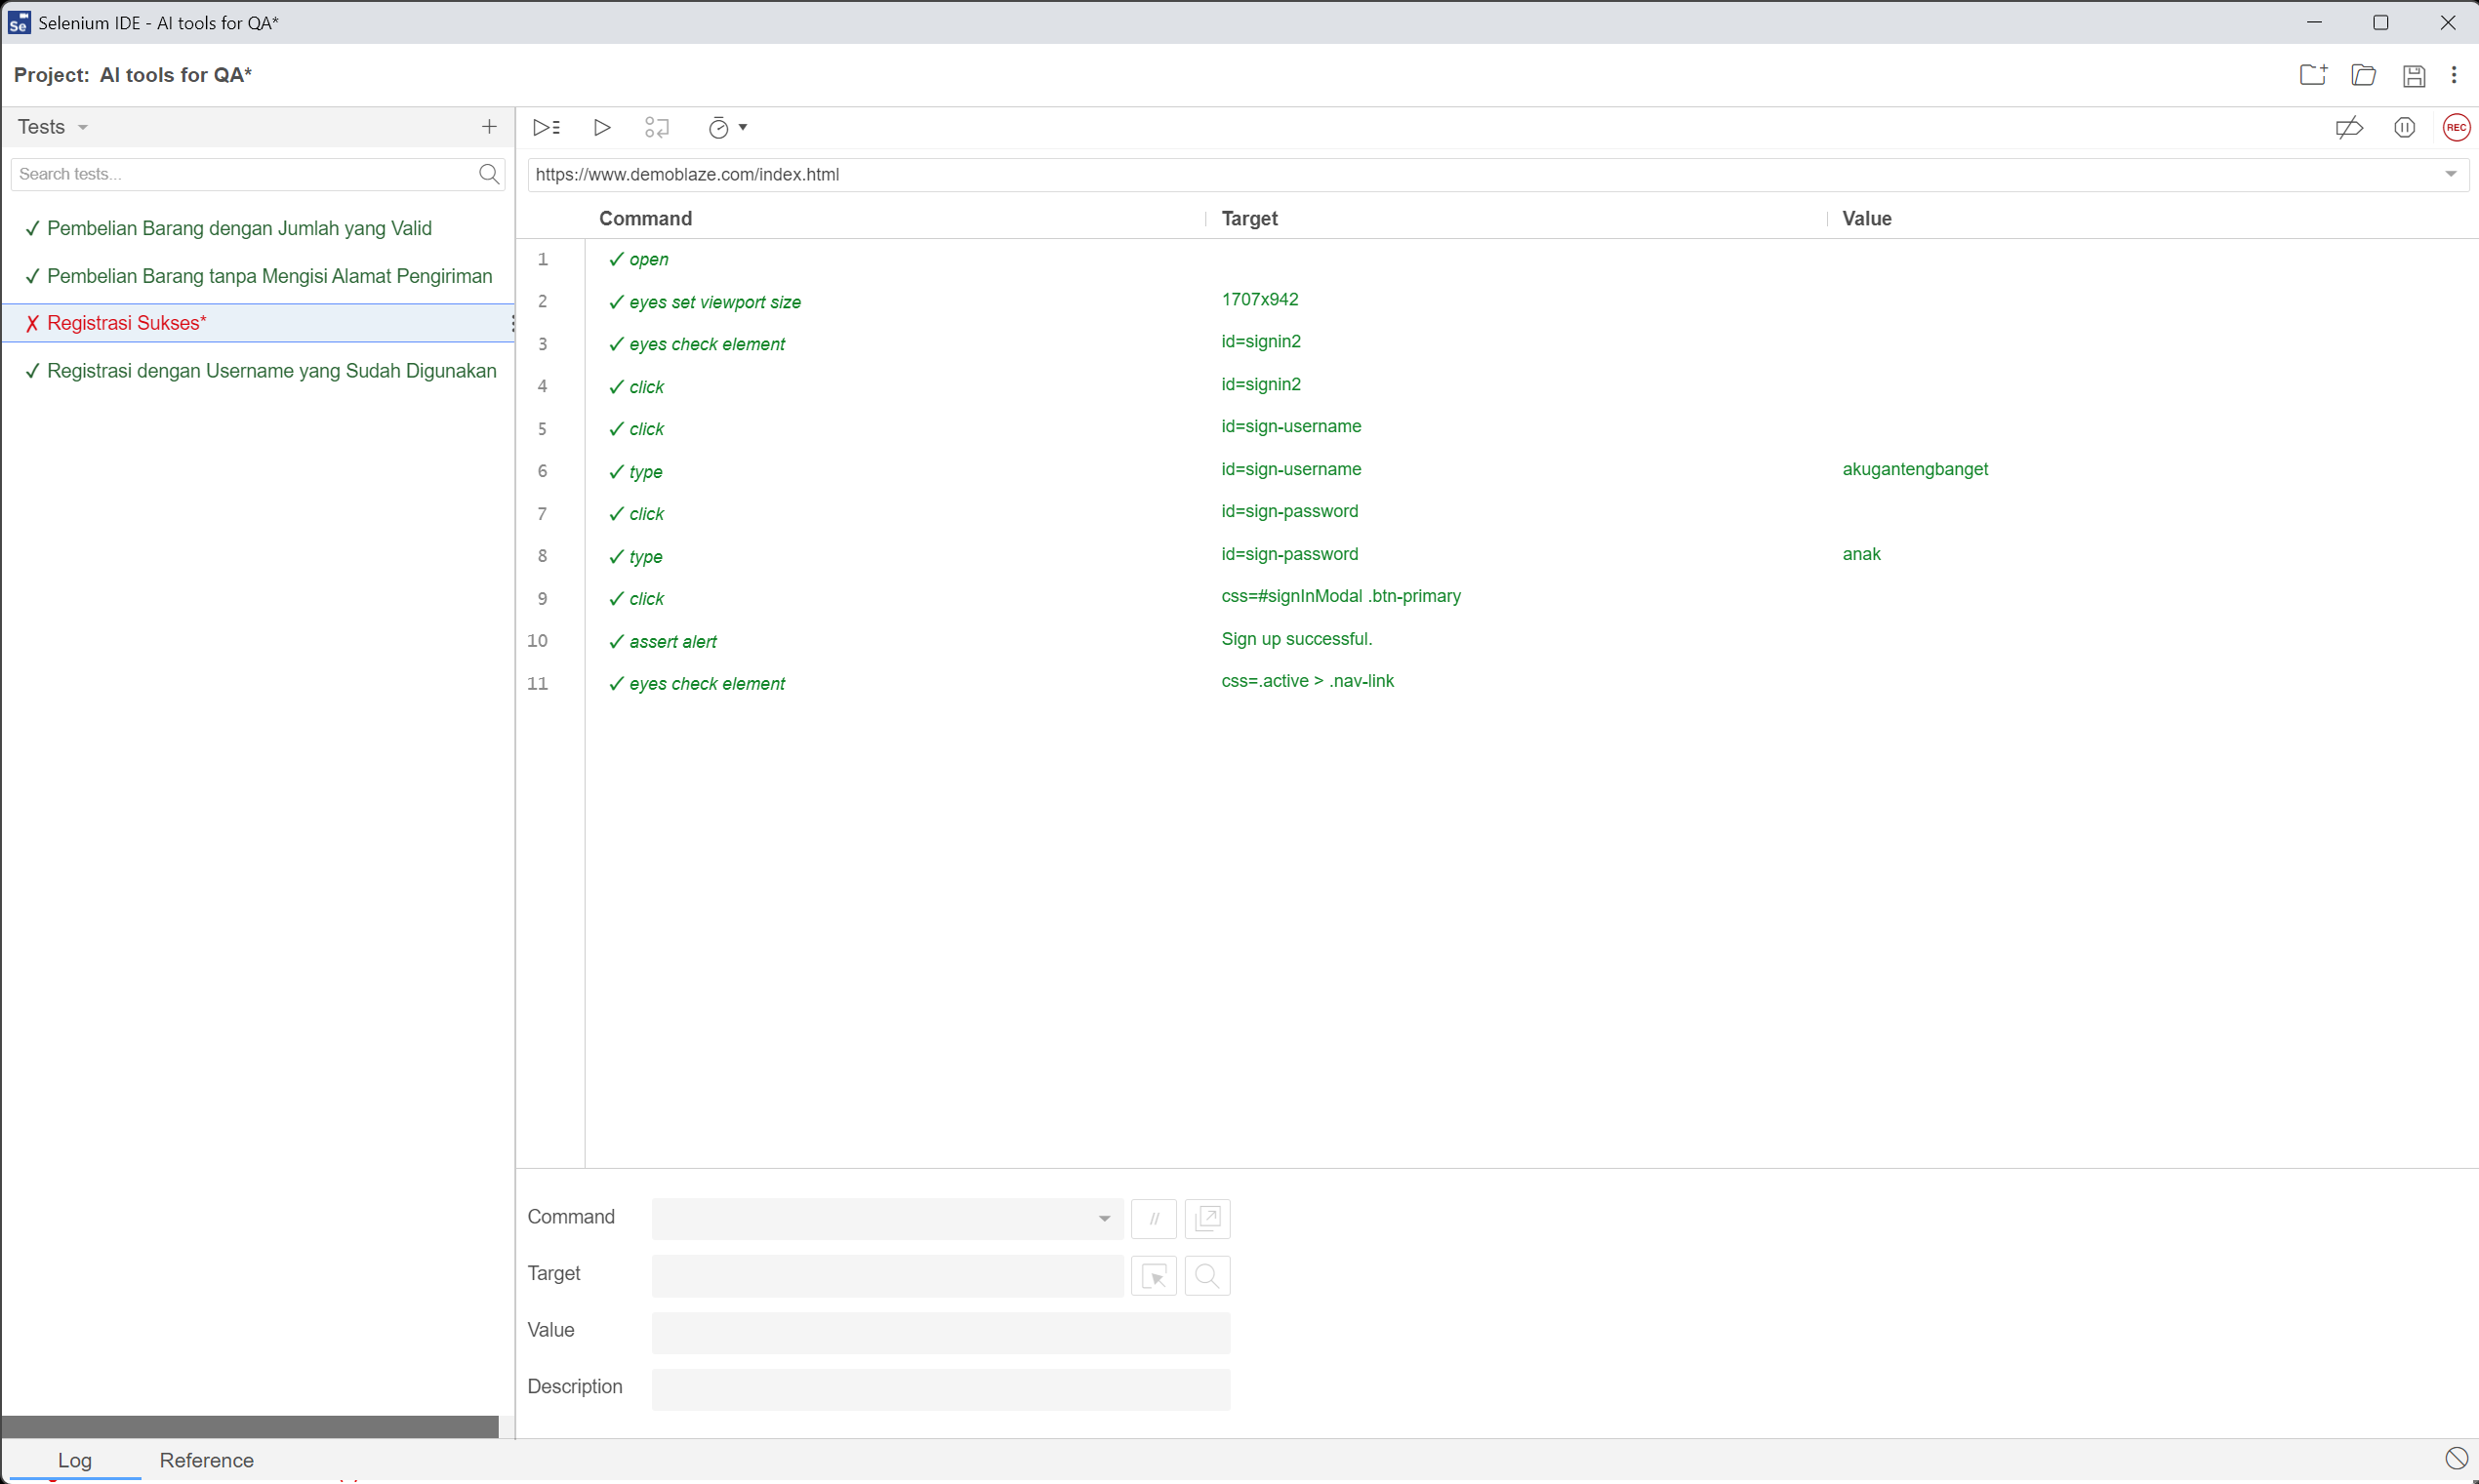 Selenium IDE - AI tools for QA*
Project: AI tools for QA*
Tests
Search tests...
✓ Pembelian Barang dengan Jumlah yang Valid
✓ Pembelian Barang tanpa Mengisi Alamat Pengiriman
✗ Registrasi Sukses*
✓ Registrasi dengan Username yang Sudah Digunakan
REC
https://www.demoblaze.com/index.html
Command Target Value
1 ✓ open
2 ✓ eyes set viewport size 1707x942
3 ✓ eyes check element id=signin2
4 ✓ click id=signin2
5 ✓ click id=sign-username
6 ✓ type id=sign-username akugantengbanget
7 ✓ click id=sign-password
8 ✓ type id=sign-password anak
9 ✓ click css=#signInModal .btn-primary
10 ✓ assert alert Sign up successful.
11 ✓ eyes check element css=.active > .nav-link
Command //
Target
Value
Description
Log Reference